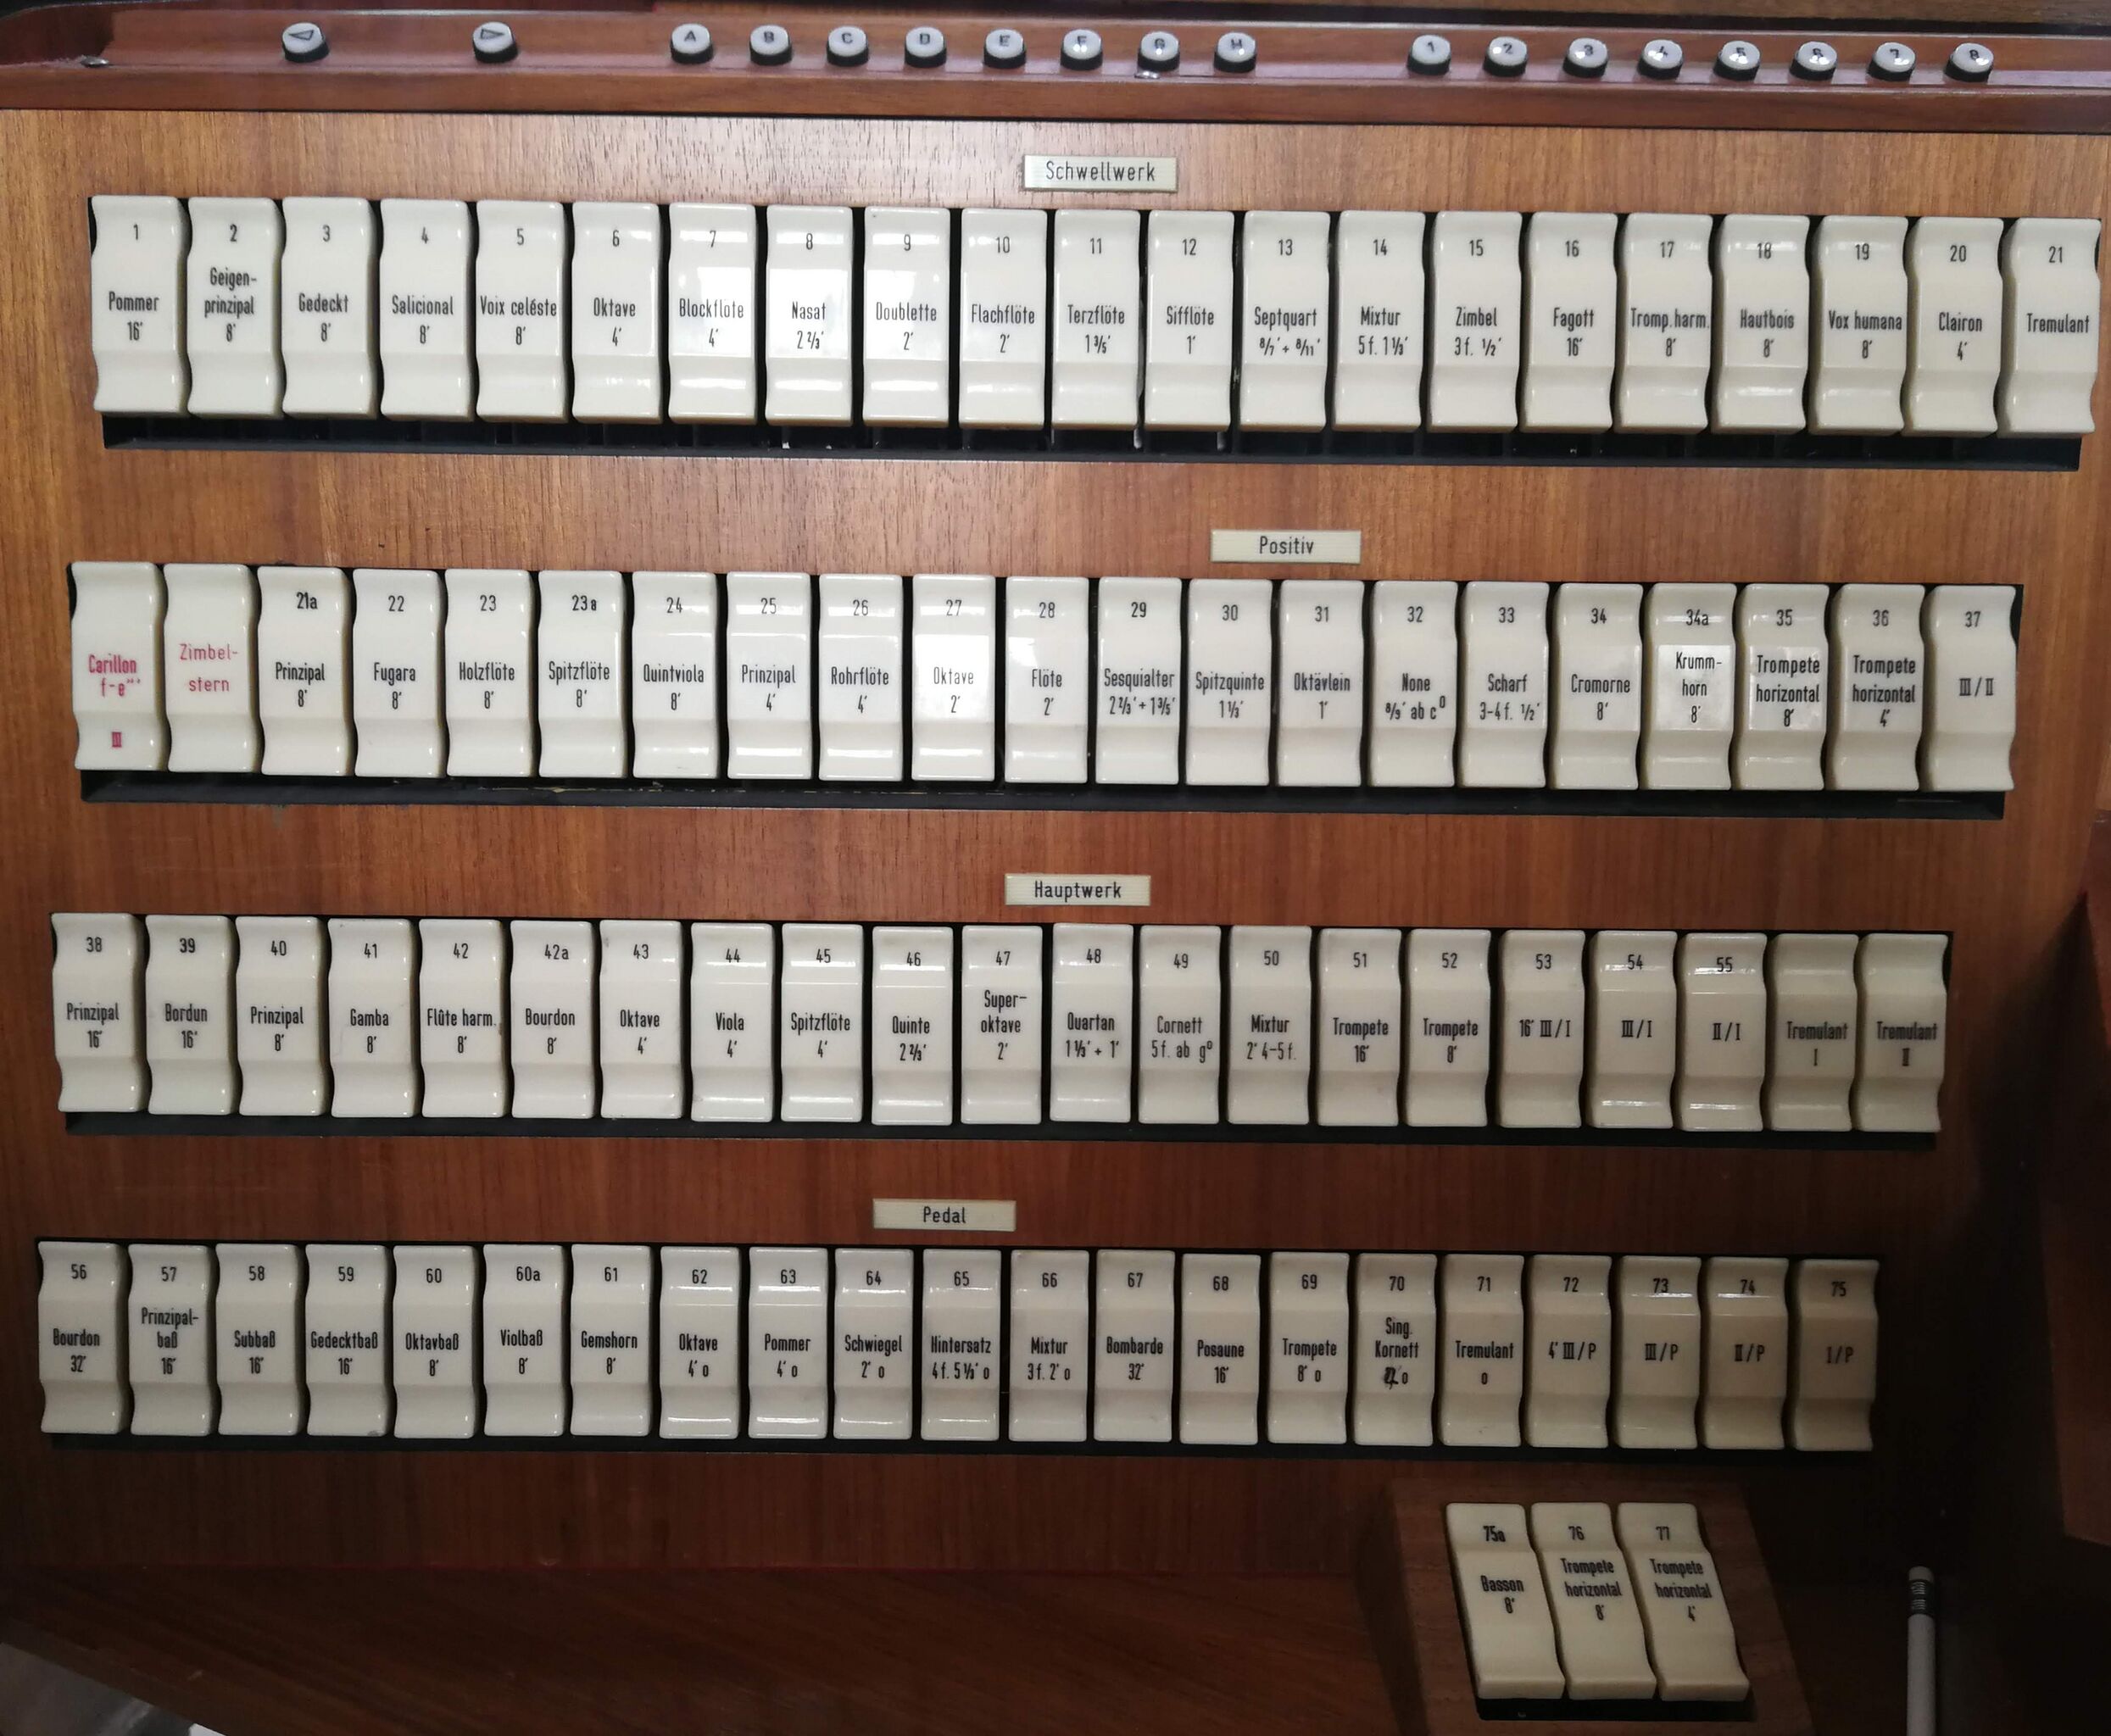 A B C D E F G H 1 2 3 4 5 6 7 8
Schwellwerk
1
Pommer
16'
2
Geigen-
prinzipal
8'
3
Gedeckt
8'
4
Salicional
8'
5
Voix celéste
8'
6
Oktave
4'
7
Blockflöte
4'
8
Nasat
2 2/3'
9
Doublette
2'
10
Flachflöte
2'
11
Terzflöte
1 3/5'
12
Sifflöte
1'
13
Septquart
8/7' + 8/11'
14
Mixtur
5f. 1 1/3'
15
Zimbel
3f. 1/2'
16
Fagott
16'
17
Tromp.harm.
8'
18
Hautbois
8'
19
Vox humana
8'
20
Clairon
4'
21
Tremulant
Positiv
Carillon
f-e'''
III
Zimbel-
stern
21a
Prinzipal
8'
22
Fugara
8'
23
Holzflöte
8'
23a
Spitzflöte
8'
24
Quintviola
8'
25
Prinzipal
4'
26
Rohrflöte
4'
27
Oktave
2'
28
Flöte
2'
29
Sesquialter
2 2/3' + 1 3/5'
30
Spitzquinte
1 1/3'
31
Oktävlein
1'
32
None
8/9' ab c⁰
33
Scharf
3-4f. 1/2'
34
Cromorne
8'
34a
Krumm-
horn
8'
35
Trompete
horizontal
8'
36
Trompete
horizontal
4'
37
III/II
Hauptwerk
38
Prinzipal
16'
39
Bordun
16'
40
Prinzipal
8'
41
Gamba
8'
42
Flûte harm.
8'
42a
Bourdon
8'
43
Oktave
4'
44
Viola
4'
45
Spitzflöte
4'
46
Quinte
2 2/3'
47
Super-
oktave
2'
48
Quartan
1 1/3' + 1'
49
Cornett
5f. ab g⁰
50
Mixtur
2' 4-5f.
51
Trompete
16'
52
Trompete
8'
53
16' III/I
54
III/I
55
II/I
Tremulant
I
Tremulant
II
Pedal
56
Bourdon
32'
57
Prinzipal-
baß
16'
58
Subbaß
16'
59
Gedecktbaß
16'
60
Oktavbaß
8'
60a
Violbaß
8'
61
Gemshorn
8'
62
Oktave
4' o
63
Pommer
4' o
64
Schwiegel
2' o
65
Hintersatz
4f. 5 1/3' o
66
Mixtur
3f. 2' o
67
Bombarde
32'
68
Posaune
16'
69
Trompete
8' o
70
Sing.
Kornett
o
71
Tremulant
o
72
4' III/P
73
III/P
74
II/P
75
I/P
75a
Basson
8'
76
Trompete
horizontal
8'
77
Trompete
horizontal
4'